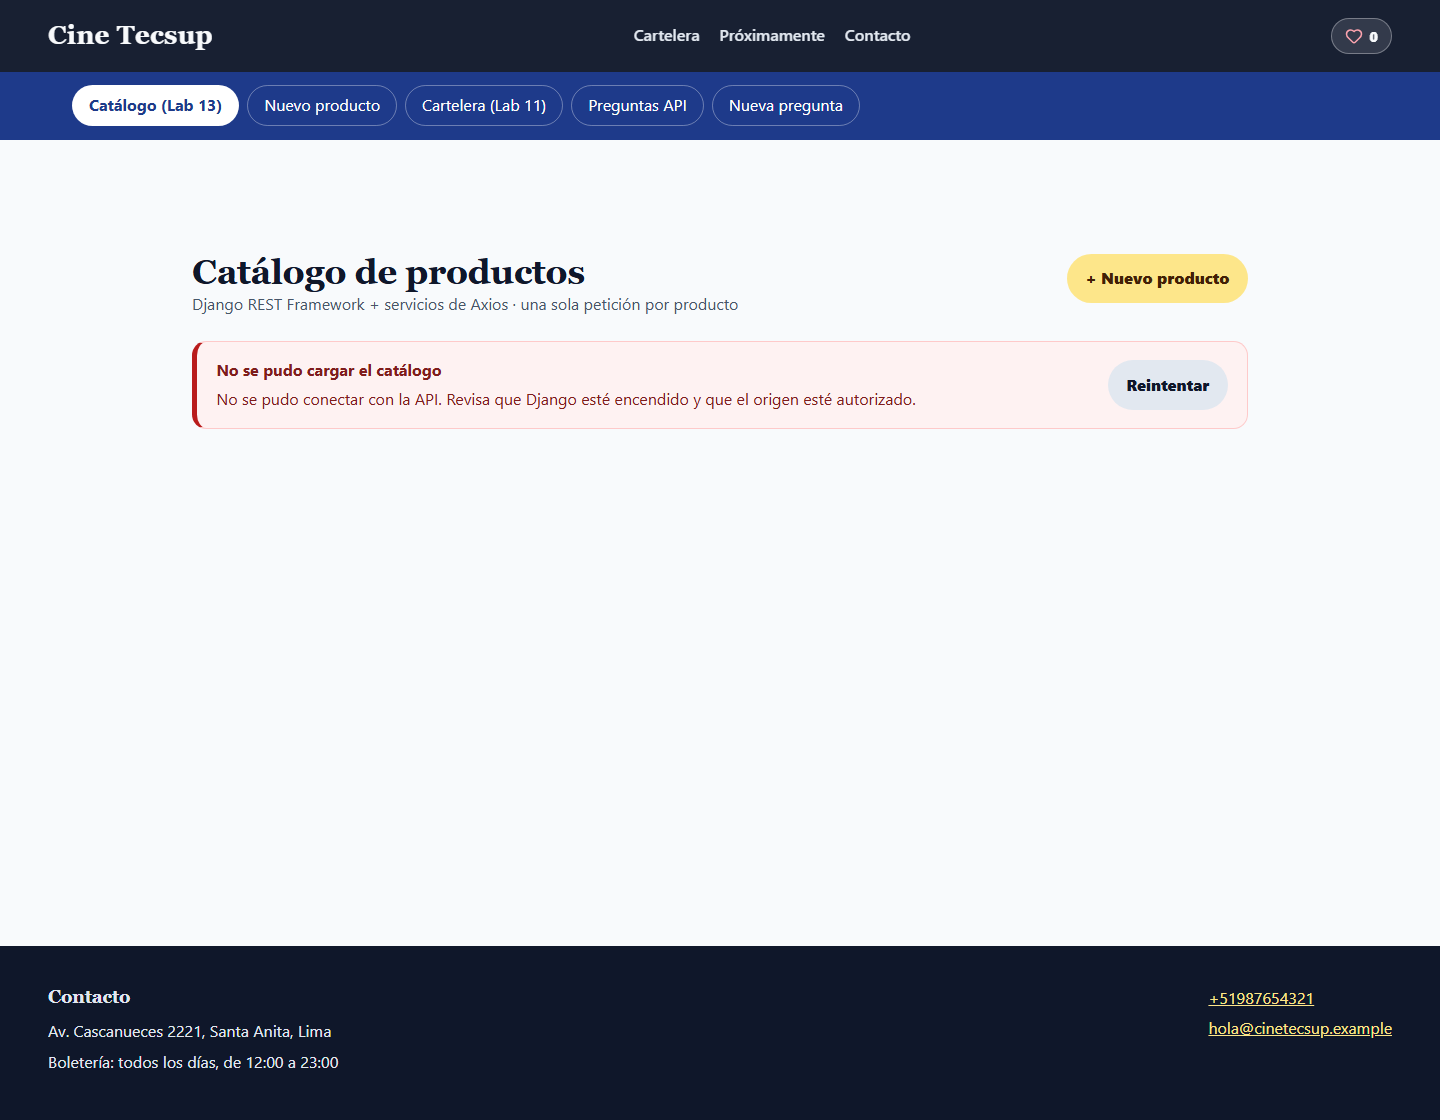 Cine Tecsup
Cartelera
Próximamente
Contacto
0
Catálogo (Lab 13)
Nuevo producto
Cartelera (Lab 11)
Preguntas API
Nueva pregunta
Catálogo de productos
Django REST Framework + servicios de Axios · una sola petición por producto
+ Nuevo producto
No se pudo cargar el catálogo
No se pudo conectar con la API. Revisa que Django esté encendido y que el origen esté autorizado.
Reintentar
Contacto
Av. Cascanueces 2221, Santa Anita, Lima
Boletería: todos los días, de 12:00 a 23:00
+51987654321
hola@cinetecsup.example